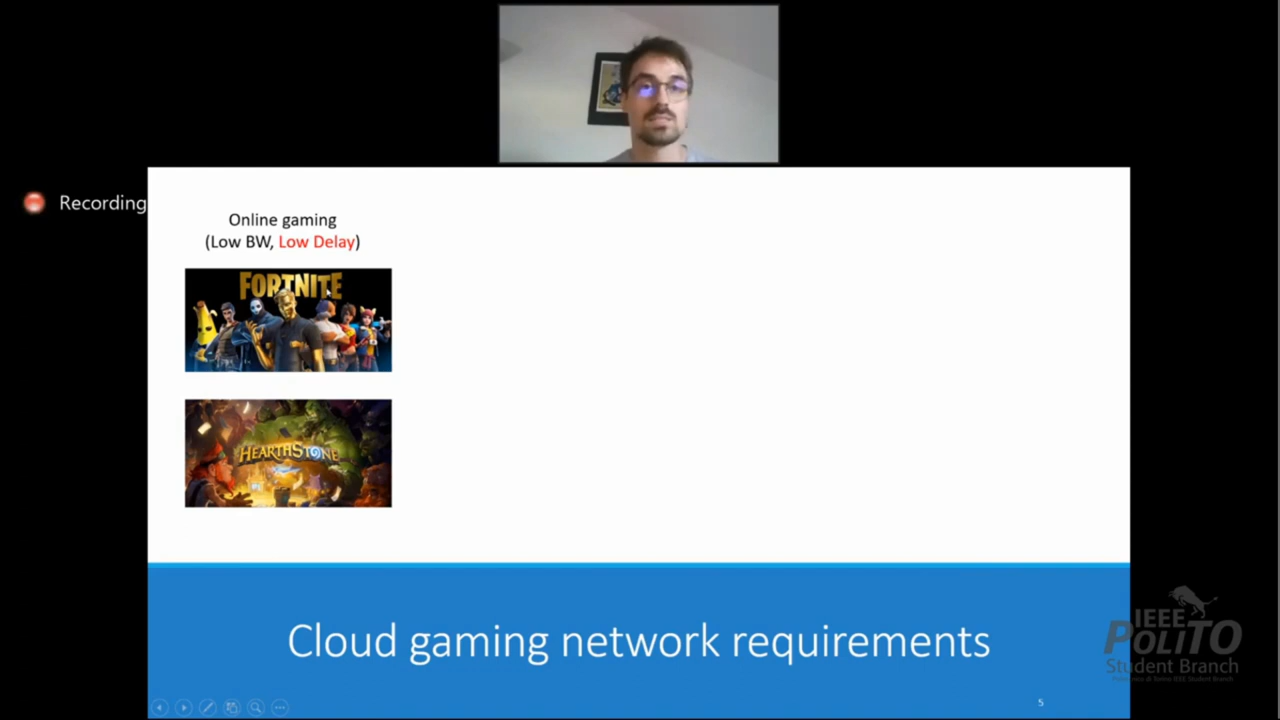 Recording
Online gaming
(Low BW, Low Delay)
FORTNITE
HEARTHSTONE
Cloud gaming network requirements
5
IEEE
POLITO
Student Branch